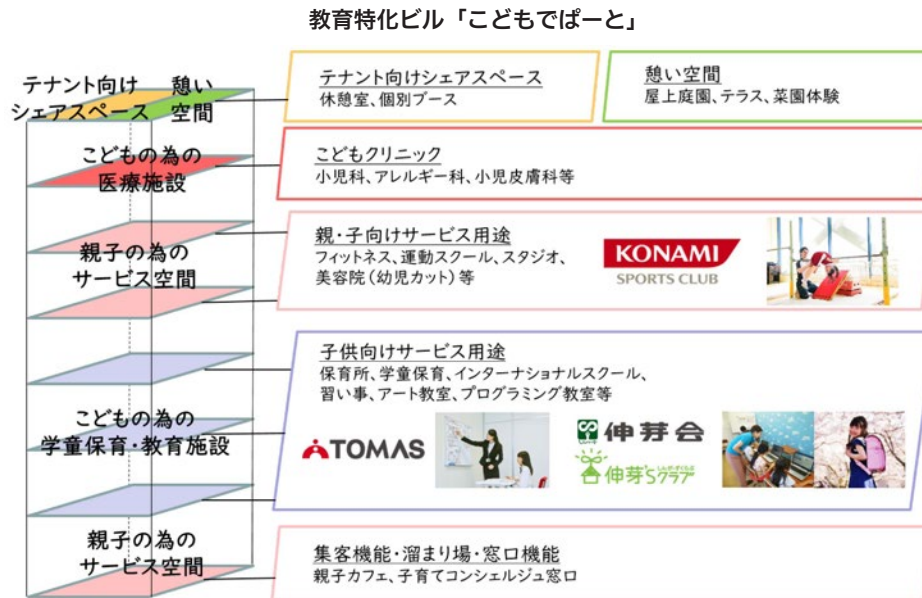 教育特化ビル「こどもでぱーと」
テナント向け
シェアスペース
憩い
空間
テナント向けシェアスペース
休憩室、個別ブース
憩い空間
屋上庭園、テラス、菜園体験
こどもの為の
医療施設
こどもクリニック
小児科、アレルギー科、小児皮膚科等
親子の為の
サービス空間
親・子向けサービス用途
フィットネス、運動スクール、スタジオ、
美容院(幼児カット)等
KONAMI
SPORTS CLUB
こどもの為の
学童保育・教育施設
子供向けサービス用途
保育所、学童保育、インターナショナルスクール、
習い事、アート教室、プログラミング教室等
TOMAS
伸芽会
伸芽'Sクラブ
親子の為の
サービス空間
集客機能・溜まり場・窓口機能
親子カフェ、子育てコンシェルジュ窓口